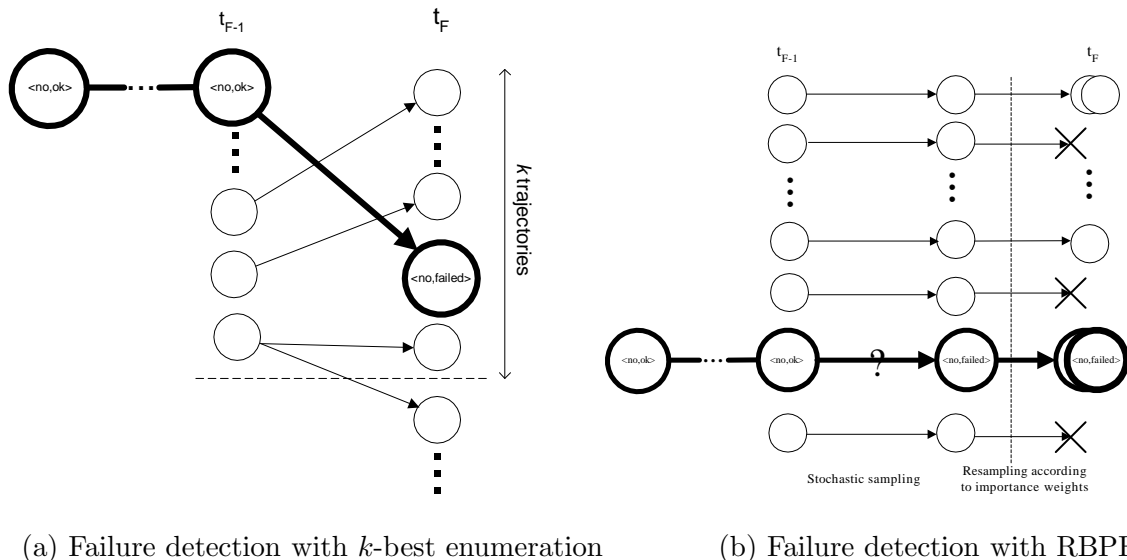 t_{F-1}
t_F
<no,ok>
<no,ok>
k trajectories
<no,failed>
(a) Failure detection with k-best enumeration
t_{F-1}
t_F
<no,ok>
<no,ok>
?
<no,failed>
<no,failed>
Stochastic sampling
Resampling according
to importance weights
(b) Failure detection with RBPF